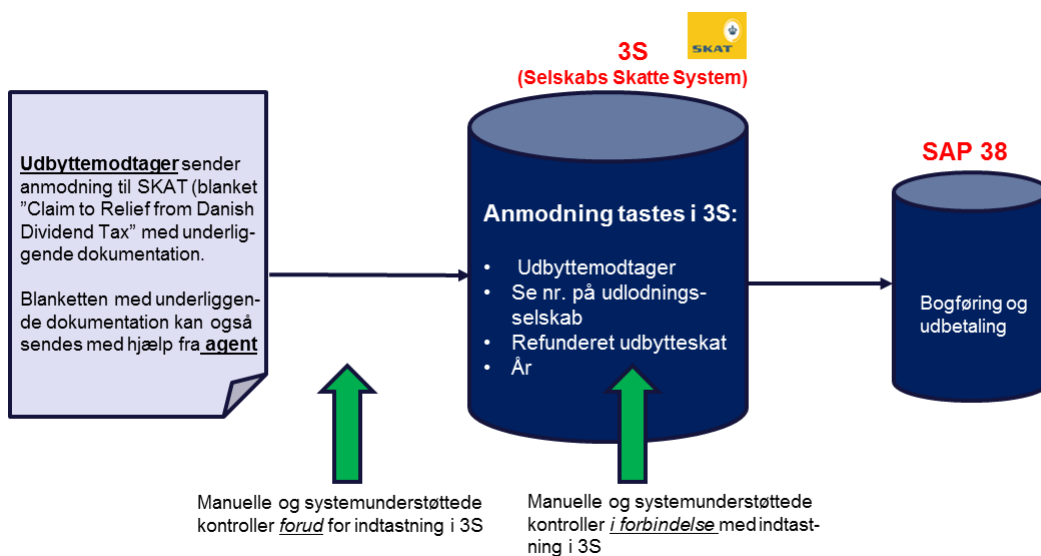 3S
SKAT
(Selskabs Skatte System)
Udbyttemodtager sender
anmodning til SKAT (blanket
”Claim to Relief from Danish
Dividend Tax” med underlig-
gende dokumentation.
Blanketten med underliggen-
de dokumentation kan også
sendes med hjælp fra agent
Anmodning tastes i 3S:
• Udbyttemodtager
• Se nr. på udlodnings-
selskab
• Refunderet udbytteskat
• År
SAP 38
Bogføring og
udbetaling
Manuelle og systemunderstøttede
kontroller forud for indtastning i 3S
Manuelle og systemunderstøttede
kontroller i forbindelse med indtast-
ning i 3S